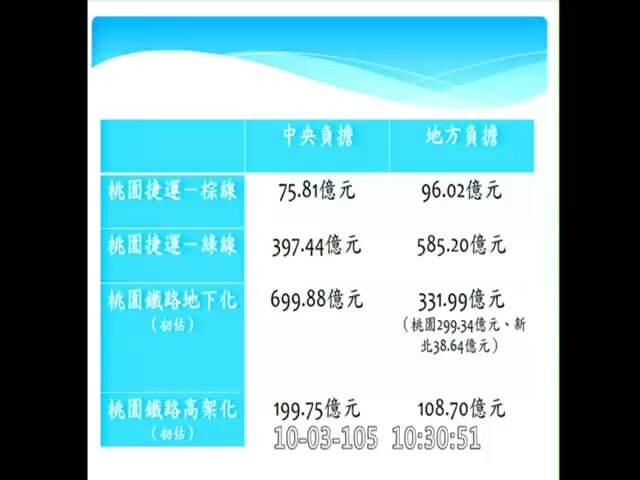 中央負擔 地方負擔
桃園捷運－棕線 75.81億元 96.02億元
桃園捷運－綠線 397.44億元 585.20億元
桃園鐵路地下化 699.88億元 331.99億元
（初估） （桃園299.34億元、新
北38.64億元）
桃園鐵路高架化 199.75億元 108.70億元
（初估）
10-03-105 10:30:51